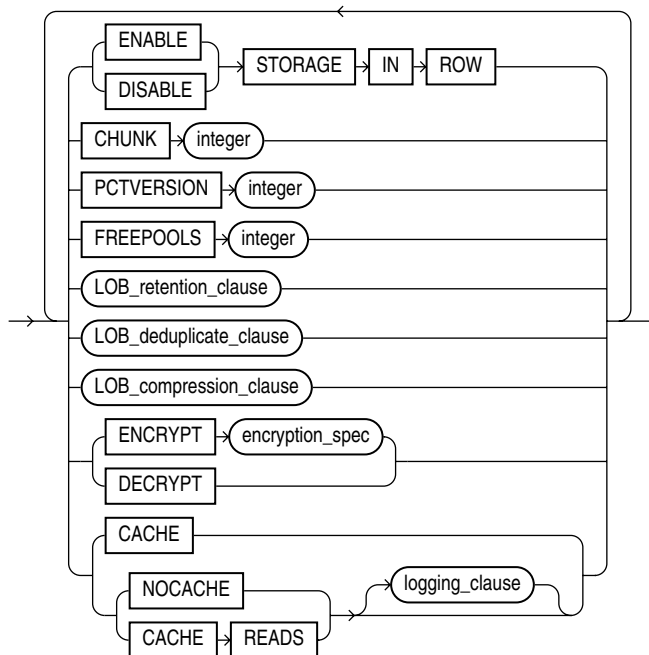 ENABLE
DISABLE
STORAGE IN ROW
CHUNK integer
PCTVERSION integer
FREEPOOLS integer
LOB_retention_clause
LOB_deduplicate_clause
LOB_compression_clause
ENCRYPT encryption_spec
DECRYPT
CACHE
NOCACHE
CACHE READS
logging_clause